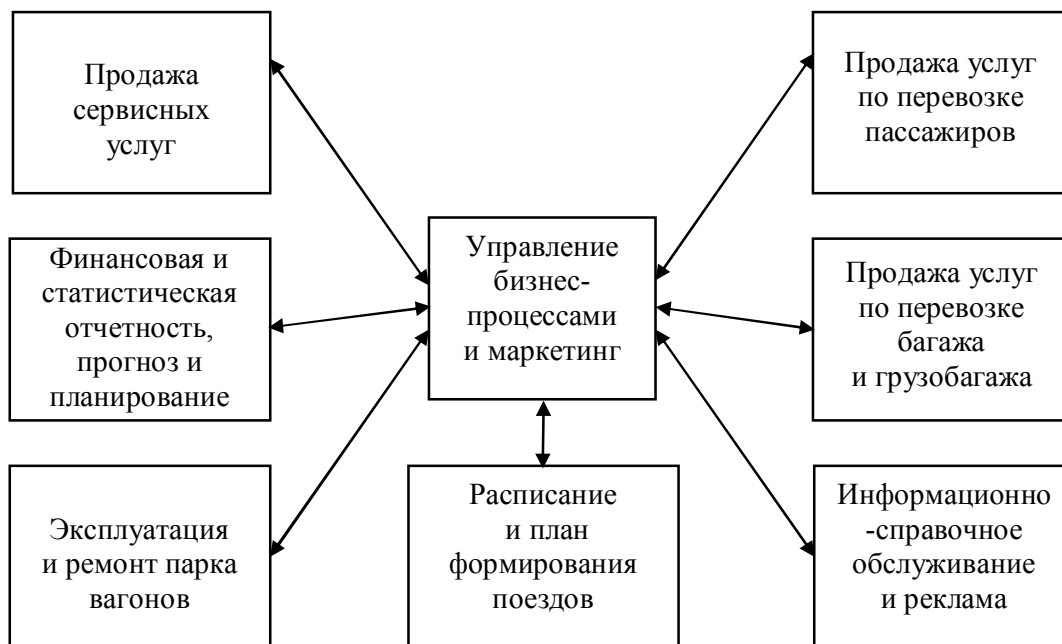 Продажа
сервисных
услуг
Продажа услуг
по перевозке
пассажиров
Управление
бизнес-
процессами
и маркетинг
Финансовая и
статистическая
отчетность,
прогноз и
планирование
Продажа услуг
по перевозке
багажа
и грузобагажа
Эксплуатация
и ремонт парка
вагонов
Расписание
и план
формирования
поездов
Информационно
-справочное
обслуживание
и реклама